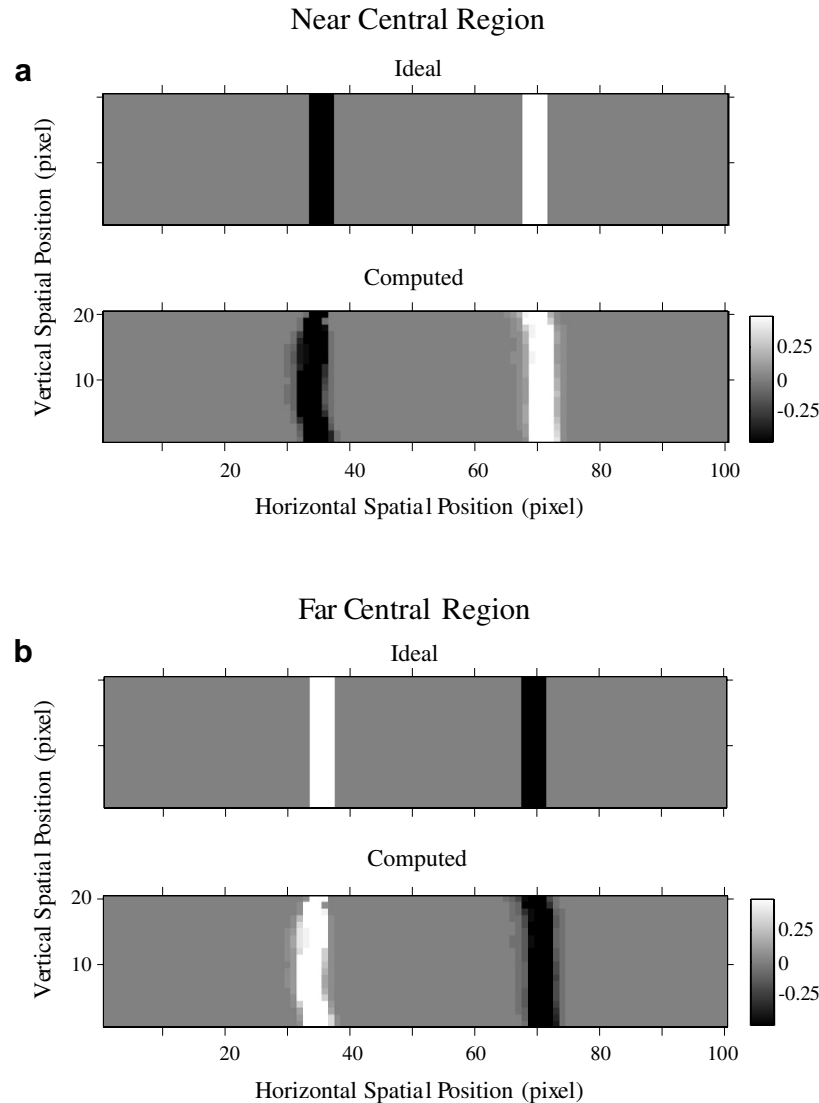 Near Central Region
a
Ideal
Vertical Spatial Position (pixel)
Computed
20
10
0.25
0
-0.25
20 40 60 80 100
Horizontal Spatial Position (pixel)
Far Central Region
b
Ideal
Vertical Spatial Position (pixel)
Computed
20
10
0.25
0
-0.25
20 40 60 80 100
Horizontal Spatial Position (pixel)